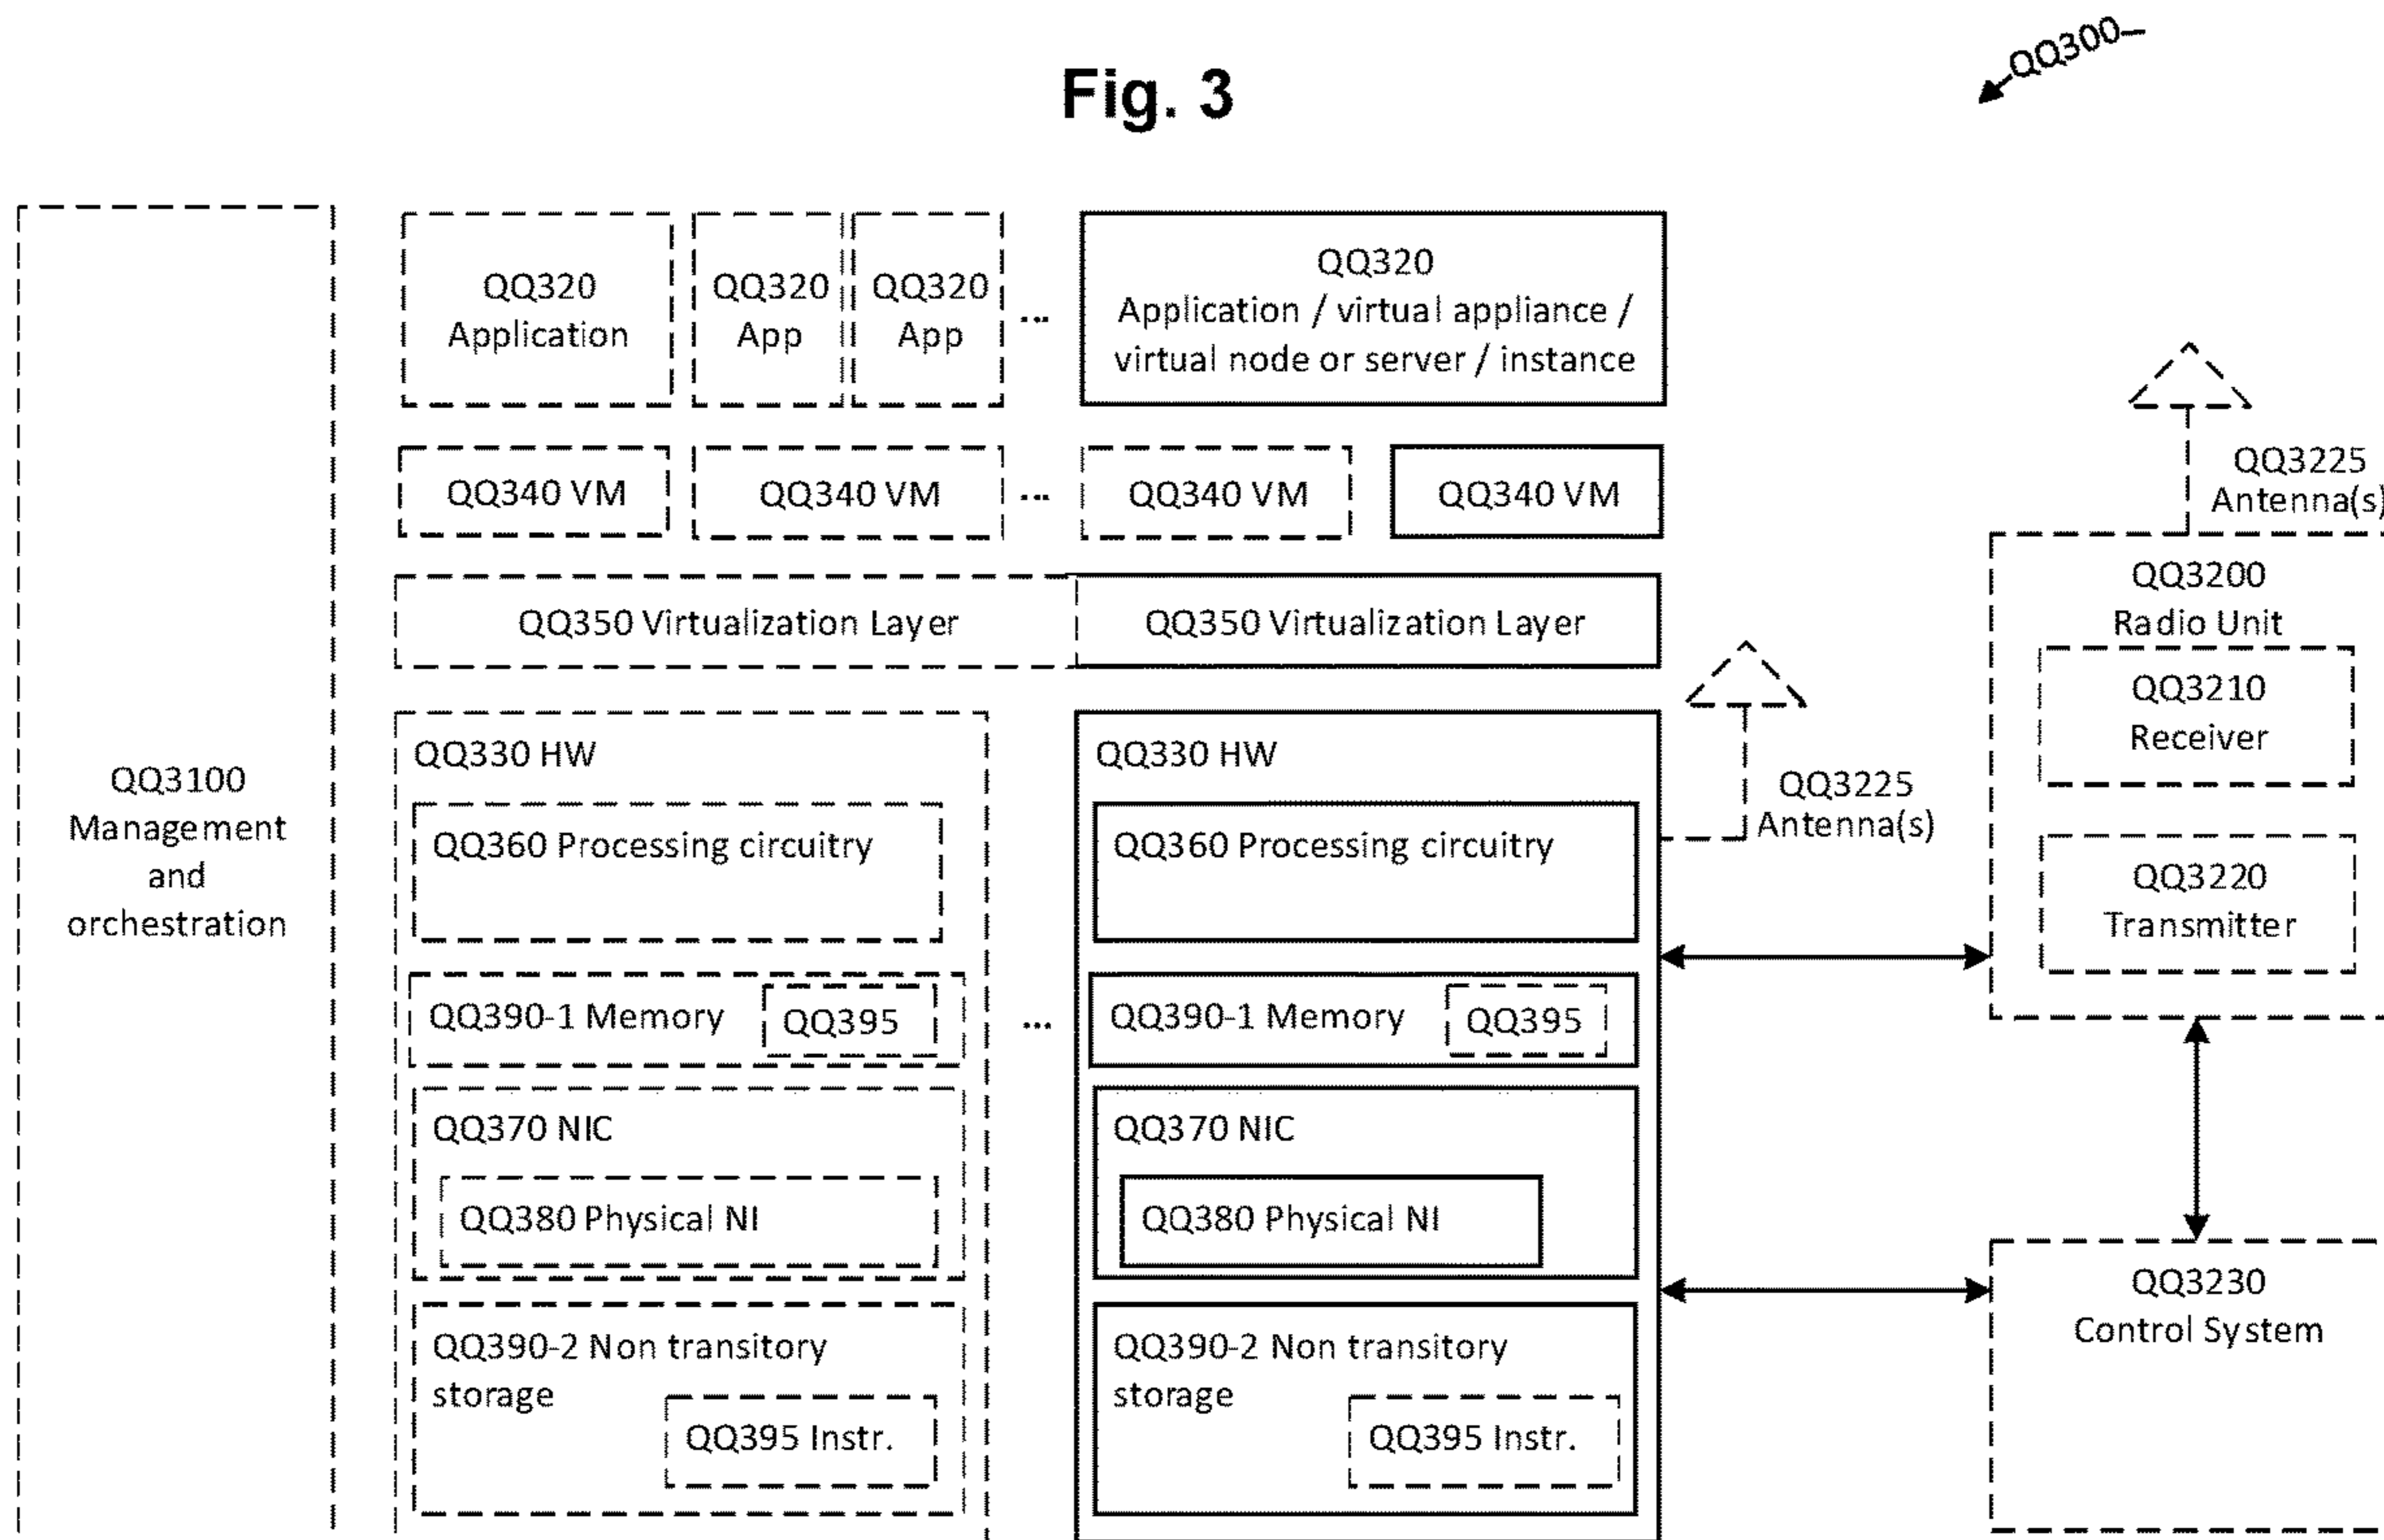 QQ300
Fig. 3
QQ3100
Management
and
orchestration
QQ320
Application
QQ320
App
QQ320
App
...
QQ320
Application / virtual appliance /
virtual node or server / instance
QQ340 VM
QQ340 VM
...
QQ340 VM
QQ340 VM
QQ350 Virtualization Layer
QQ350 Virtualization Layer
QQ330 HW
QQ360 Processing circuitry
QQ390-1 Memory
QQ395
QQ370 NIC
QQ380 Physical NI
QQ390-2 Non transitory
storage
QQ395 Instr.
...
QQ330 HW
QQ360 Processing circuitry
QQ390-1 Memory
QQ395
QQ370 NIC
QQ380 Physical NI
QQ390-2 Non transitory
storage
QQ395 Instr.
QQ3225
Antenna(s)
QQ3225
Antenna(s)
QQ3200
Radio Unit
QQ3210
Receiver
QQ3220
Transmitter
QQ3230
Control System